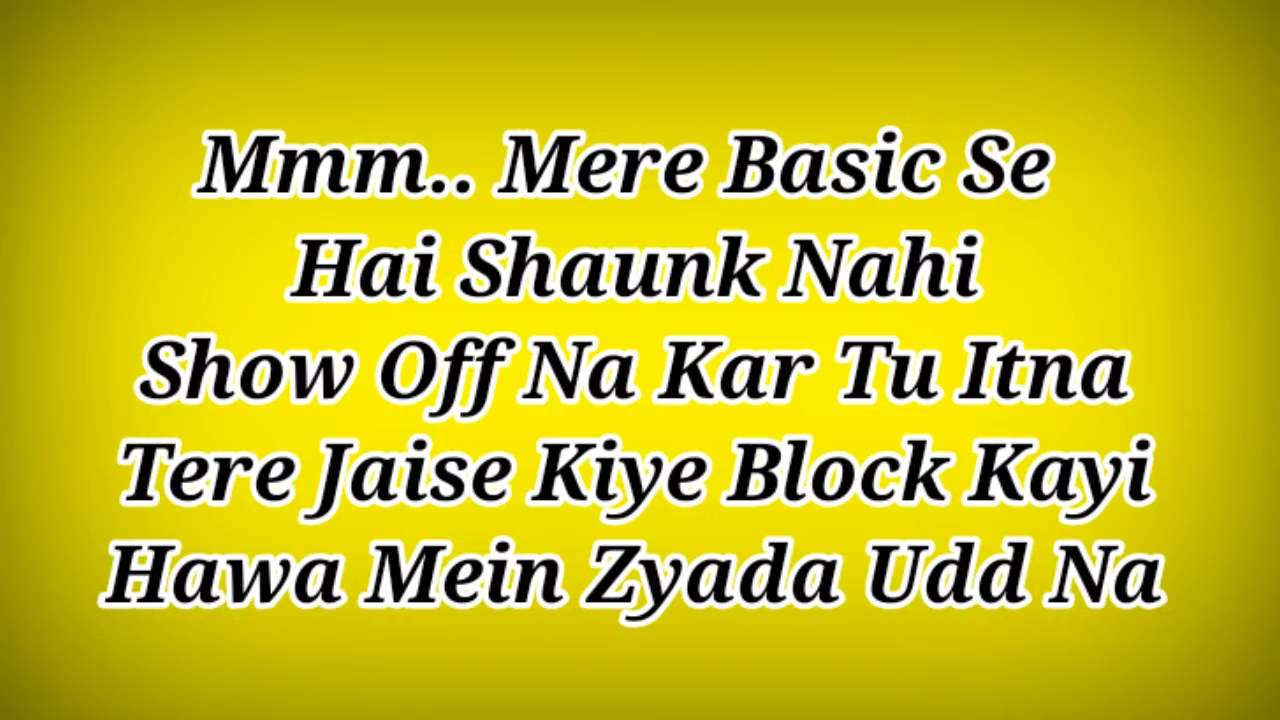 Mmm.. Mere Basic Se
Hai Shaunk Nahi
Show Off Na Kar Tu Itna
Tere Jaise Kiye Block Kayi
Hawa Mein Zyada Udd Na